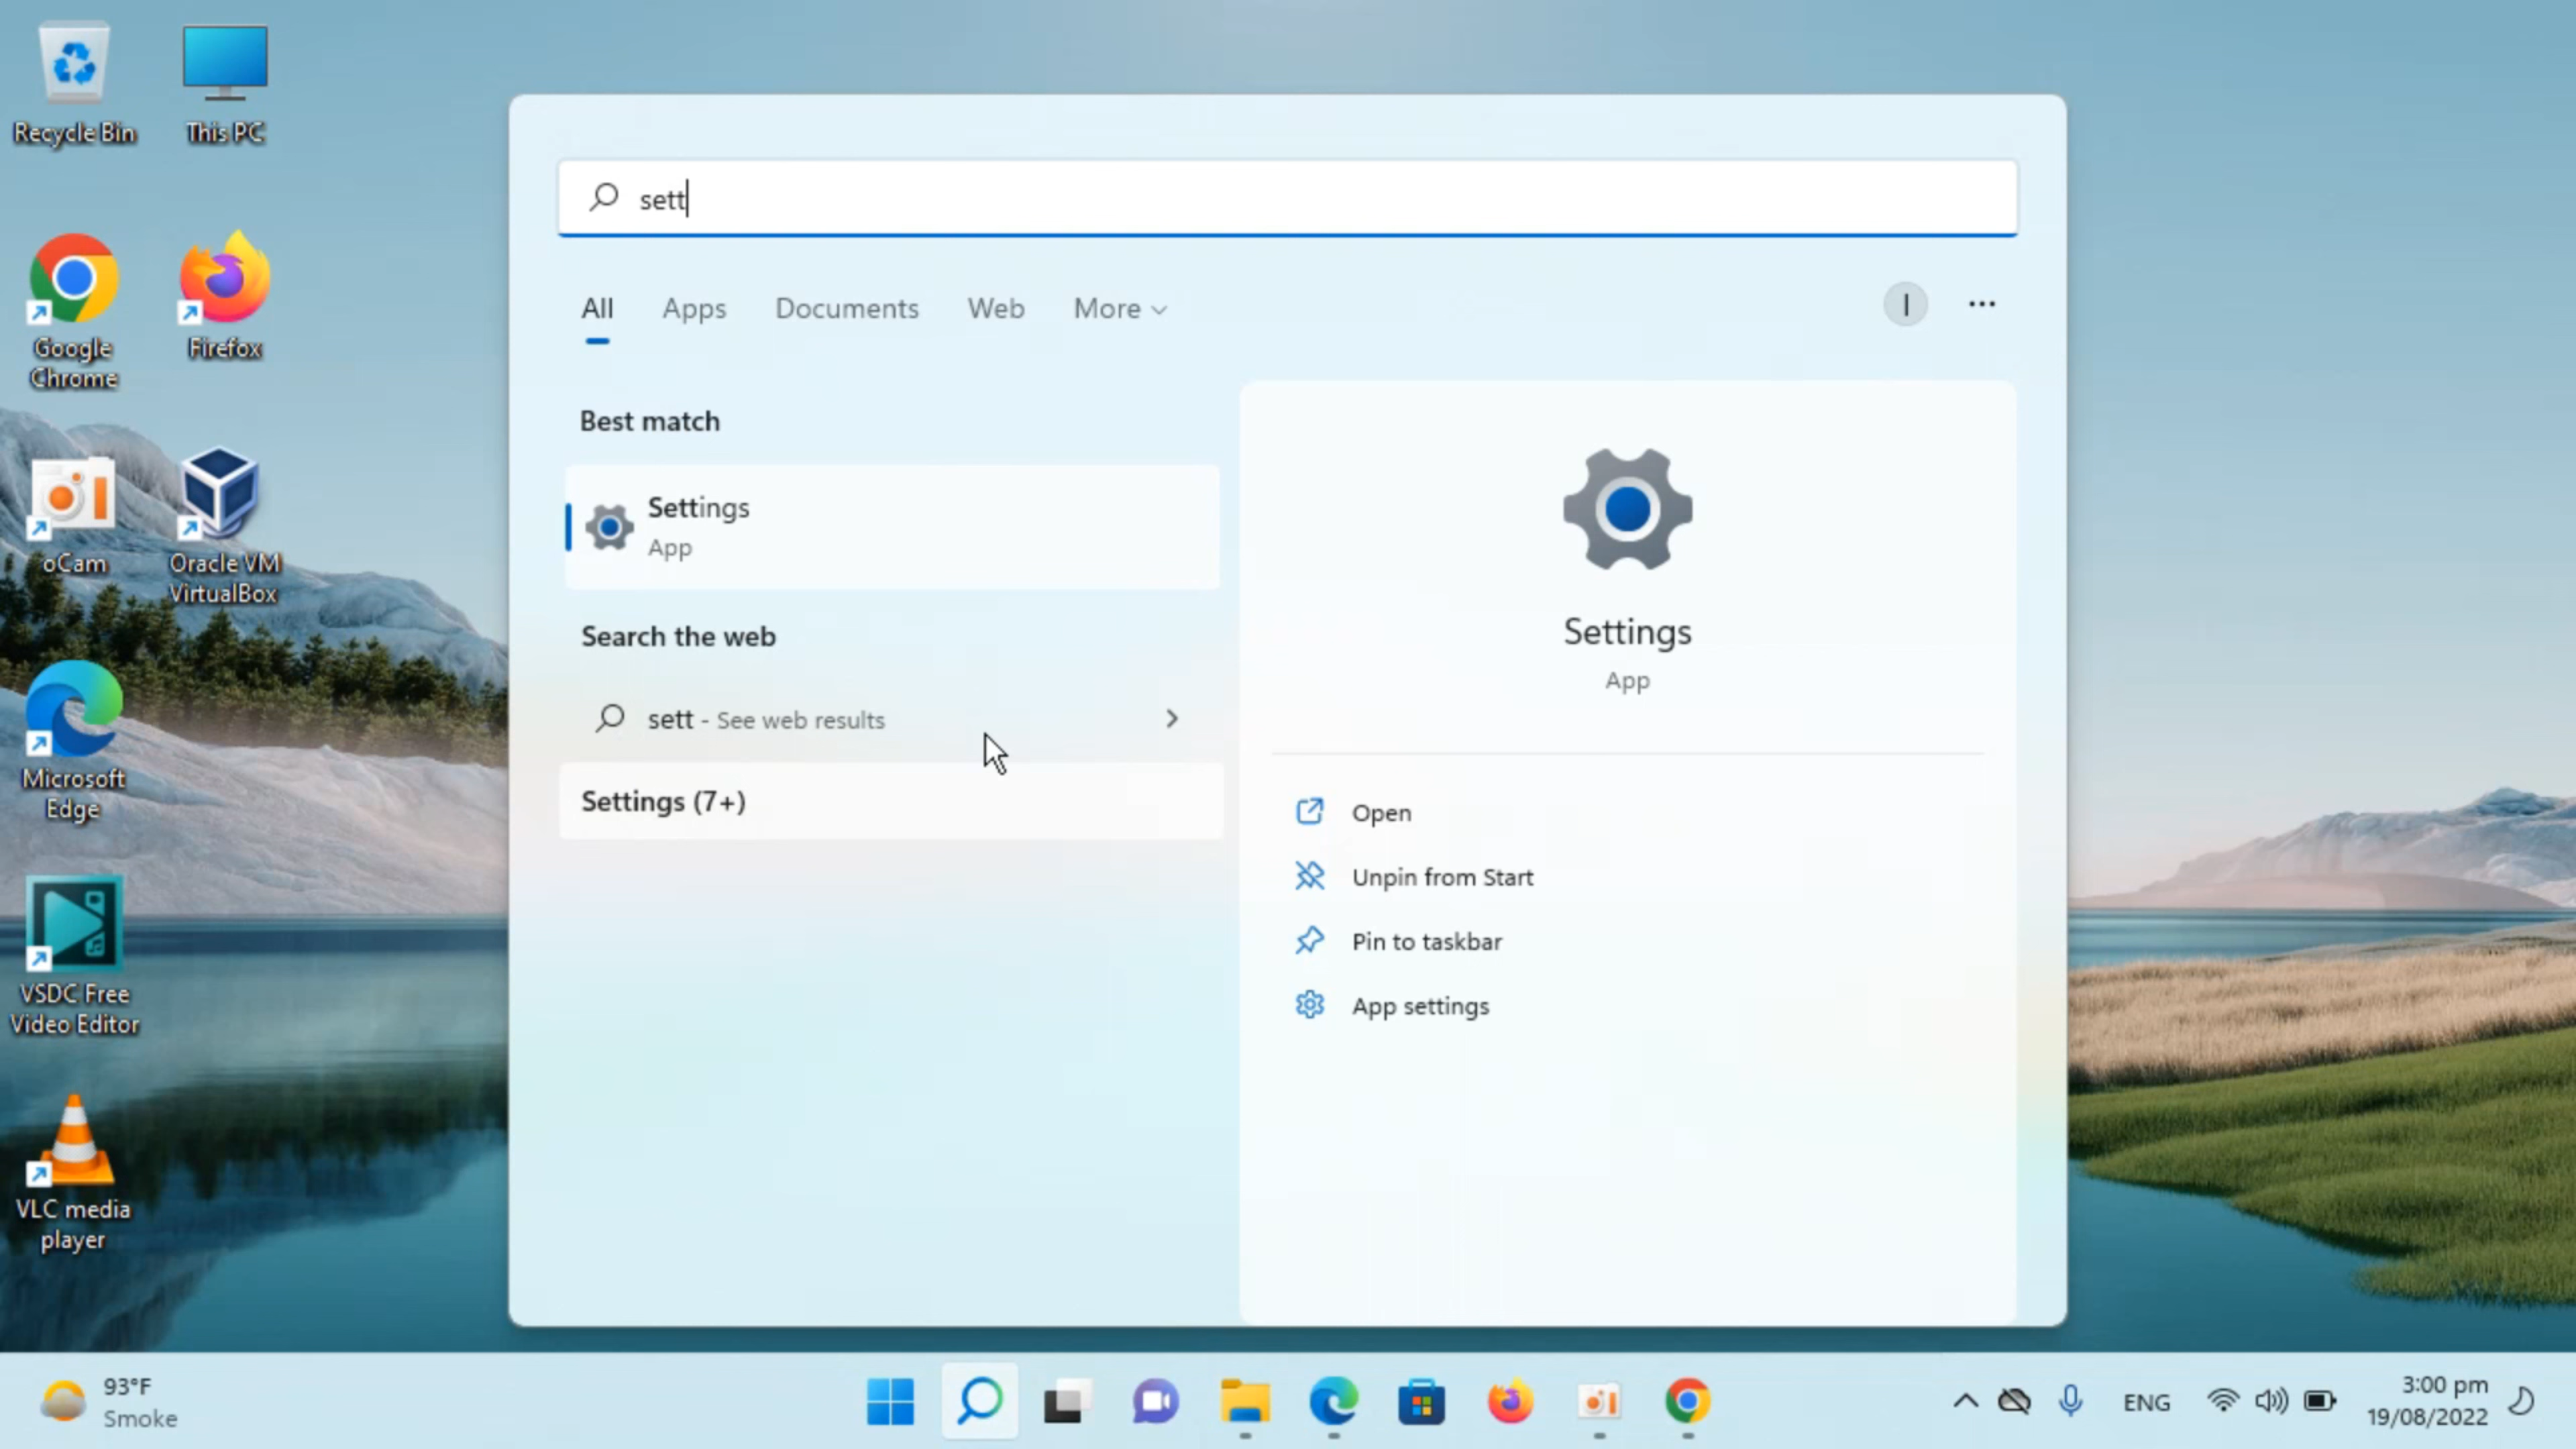 Recycle Bin
This PC
Google
Chrome
Firefox
oCam
Oracle VM
VirtualBox
Microsoft
Edge
VSDC Free
Video Editor
VLC media
player
sett
All
Apps
Documents
Web
More
I
Best match
Settings
App
Search the web
sett - See web results
Settings (7+)
Settings
App
Open
Unpin from Start
Pin to taskbar
App settings
93°F
Smoke
ENG
3:00 pm
19/08/2022